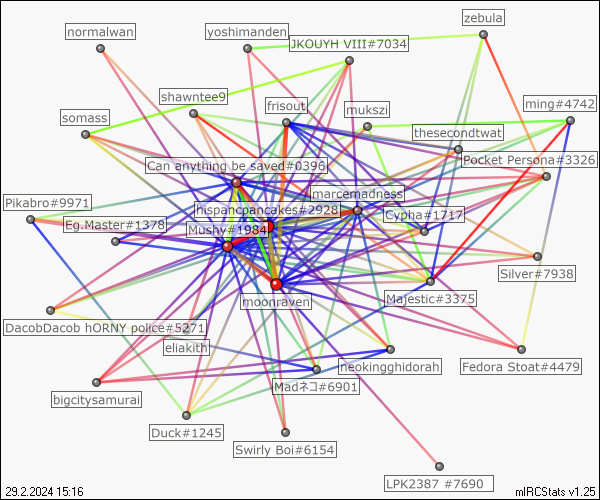 zebula
normalwan
yoshimanden
JKOUYH VIII#7034
shawntee9
frisout
mukszi
ming#4742
somass
thesecondtwat
Can anything be saved#0396
Pocket Persona#3326
marcemadness
Pikabro#9971
hispancpancakes#2928
Cypha#1717
Eg.Master#1378
Mushy#1984
Silver#7938
moonraven
Majestic#3375
DacobDacob hORNY police#5271
eliakith
neokingghidorah
Fedora Stoat#4479
Madネコ#6901
bigcitysamurai
Duck#1245
Swirly Boi#6154
LPK2387 #7690
29.2.2024 15:16
mIRCStats v1.25